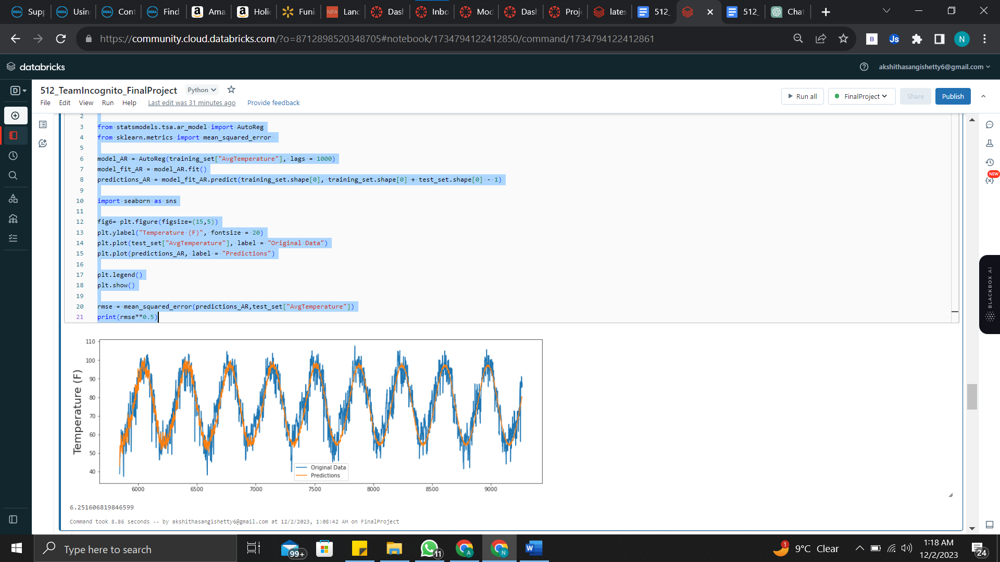 Supp Usin Cont Find Ama Holid Funi NIFA Lanc Dash Inbo Mod Dash Proje lates 512_ 512_ Chat
https://community.cloud.databricks.com/?o=8712898520348705#notebook/1734794122412850/command/1734794122412861 B Js N
databricks akshithasangishetty6@gmail.com
D 512_TeamIncognito_FinalProject Python
File Edit View Run Help Last edit was 31 minutes ago Provide feedback Run all FinalProject Share Publish
2
3 from statsmodels.tsa.ar_model import AutoReg
4 from sklearn.metrics import mean_squared_error
5
6 model_AR = AutoReg(training_set["AvgTemperature"], lags = 1000)
7 model_fit_AR = model_AR.fit()
8 predictions_AR = model_fit_AR.predict(training_set.shape[0], training_set.shape[0] + test_set.shape[0] - 1)
9
10 import seaborn as sns
11
12 fig6= plt.figure(figsize=(15,5))
13 plt.ylabel("Temperature (F)", fontsize = 20)
14 plt.plot(test_set["AvgTemperature"], label = "Original Data")
15 plt.plot(predictions_AR, label = "Predictions")
16
17 plt.legend()
18 plt.show()
19
20 rmse = mean_squared_error(predictions_AR,test_set["AvgTemperature"])
21 print(rmse**0.5)
NEW
BLACKBOX AI
Temperature (F)
110
100
90
80
70
60
50
40
Original Data
Predictions
6000 6500 7000 7500 8000 8500 9000
6.251606819846599
Command took 8.86 seconds -- by akshithasangishetty6@gmail.com at 12/2/2023, 1:08:42 AM on FinalProject
Type here to search 99+ 11 A N W 1 9°C Clear 1:18 AM
12/2/2023 24